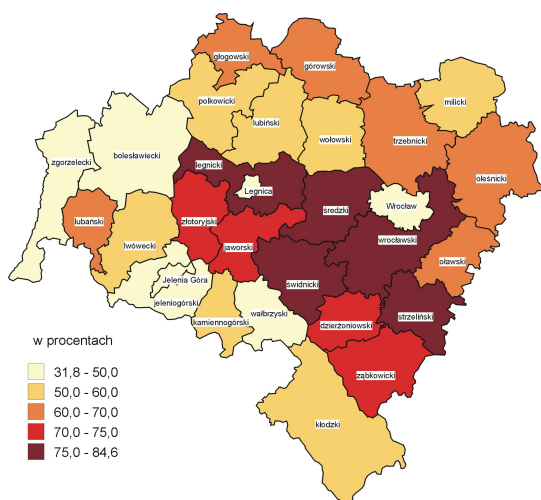 głogowski
górowski
polkowicki
milicki
lubiński
wołowski
trzebnicki
zgorzelecki
bolesławiecki
legnicki
oleśnicki
Legnica
średzki
Wrocław
lubański
złotoryjski
lwówecki
jaworski
wrocławski
oławski
Jelenia Góra
świdnicki
jeleniogórski
wałbrzyski
strzeliński
kamiennogórski
dzierżoniowski
ząbkowicki
kłodzki
w procentach
31,8 - 50,0
50,0 - 60,0
60,0 - 70,0
70,0 - 75,0
75,0 - 84,6